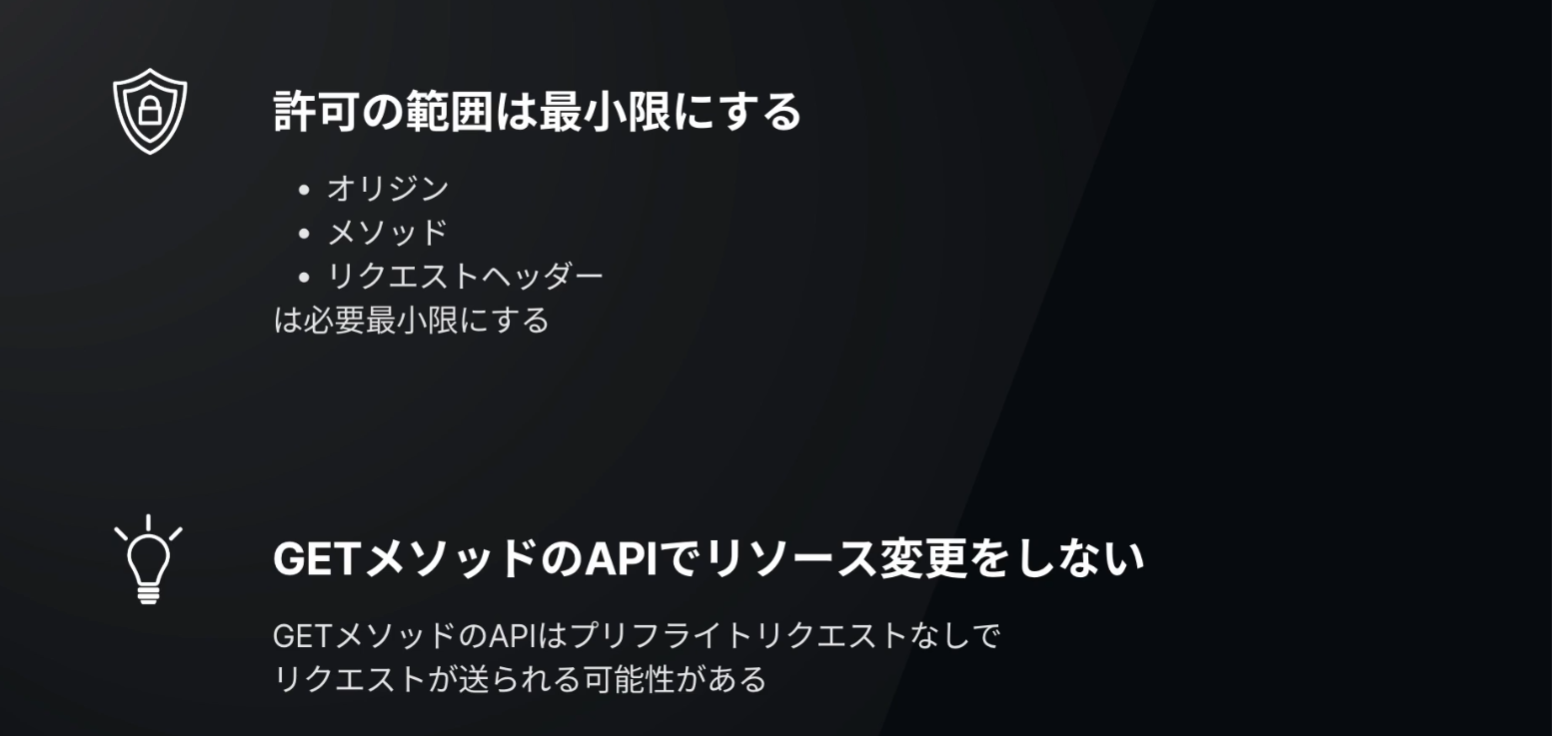 許可の範囲は最小限にする
• オリジン
• メソッド
• リクエストヘッダー
は必要最小限にする
GETメソッドのAPIでリソース変更をしない
GETメソッドのAPIはプリフライトリクエストなしで
リクエストが送られる可能性がある